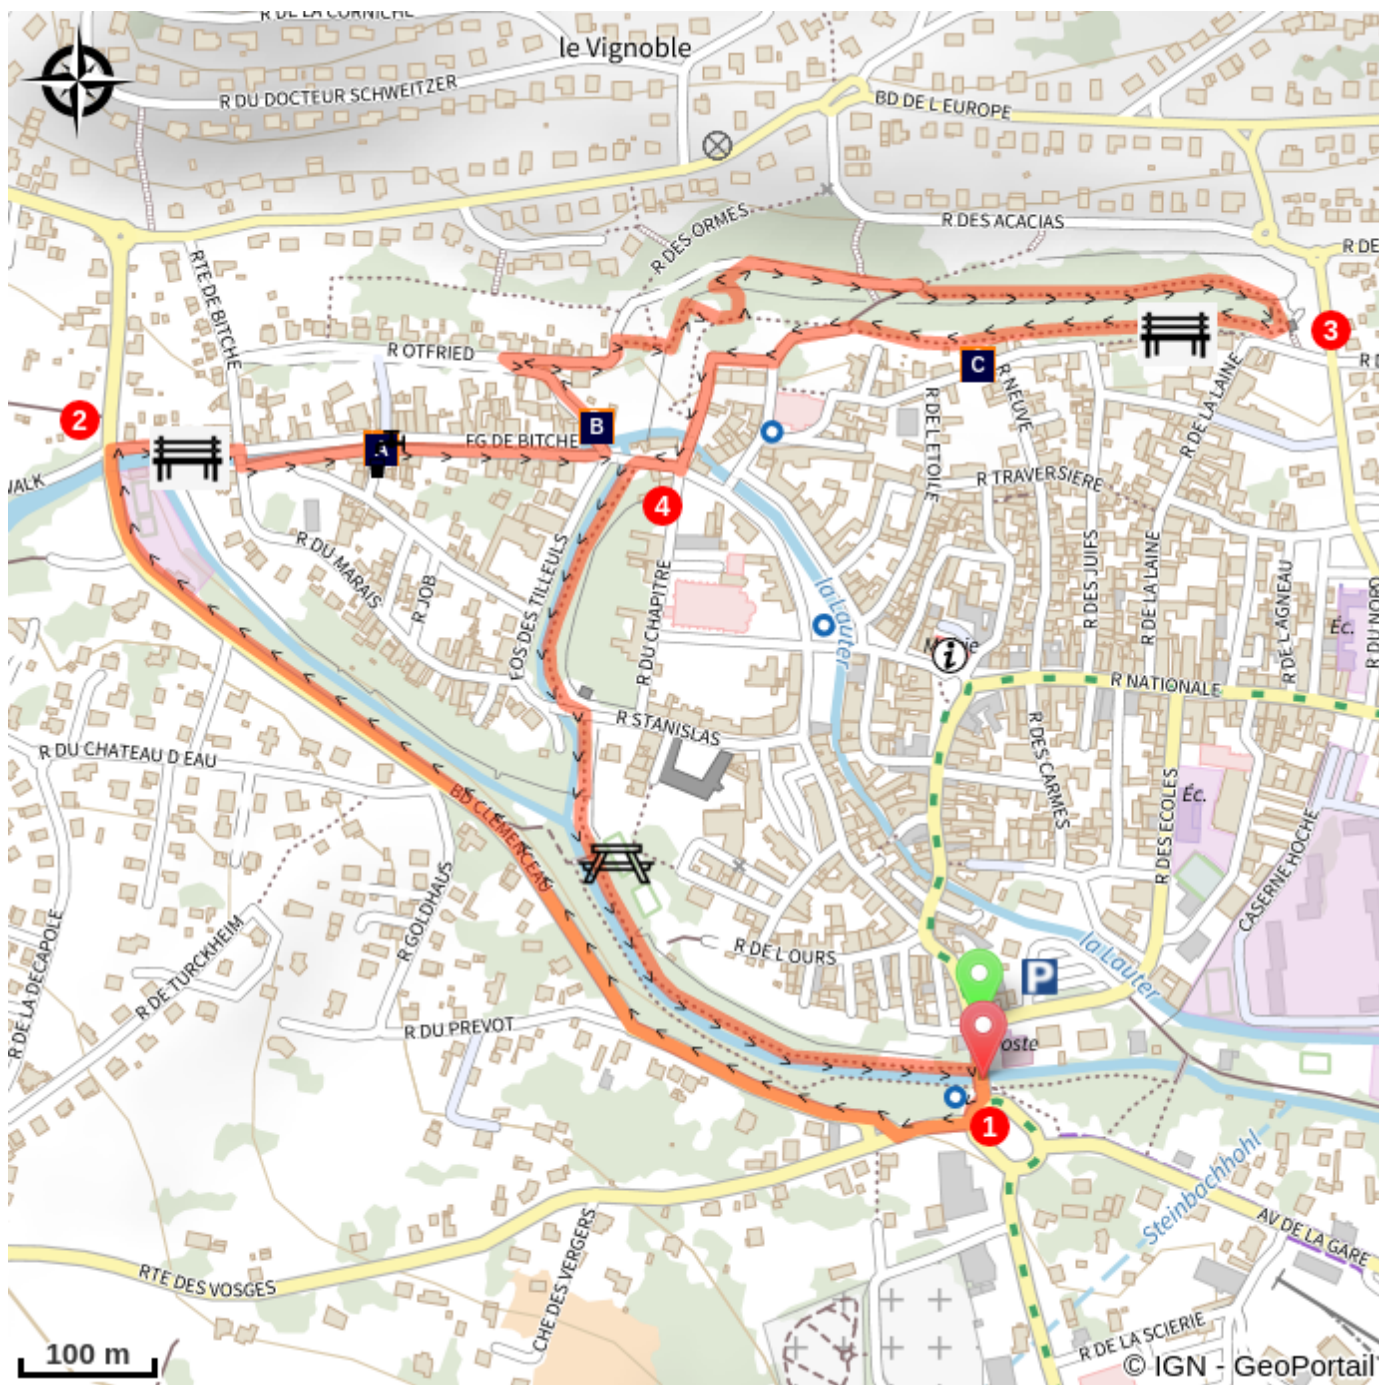 R DE LA CORNICHE
le Vignoble
R DU DOCTEUR SCHWEITZER
BD DE L EUROPE
R DES ORMES
R DES ACACIAS
R DE
RTE DE BITCHE
3
R OTFRIED
R D
C
R NEUVE
R DE LA LAINE
R DE L ETOILE
2
B
A
FG DE BITCHE
R TRAVERSIERE
WALK
4
R DU MARAIS
R JOB
FOS DES TILLEULS
R DU CHAPITRE
la Lauter
R DES JUIFS
R DE LA LAINE
R DE L AGNEAU
Éc.
R DU NORD
i
R NATIONALE
R STANISLAS
R DES CARMES
R DU CHATEAU D EAU
BD CLEMENCEAU
Éc.
R DES ECOLES
CASERNE HOCHE
R GOLDHAUS
R DE LA DECAPOLE
R DE TURCKHEIM
R DE L OURS
la Lauter
P
R DU PREVOT
oste
1
Steinbachhohl
AV DE LA GARE
RTE DES VOSGES
CHE DES VERGERS
R DE LA SCIERIE
100 m
© IGN - GeoPortail